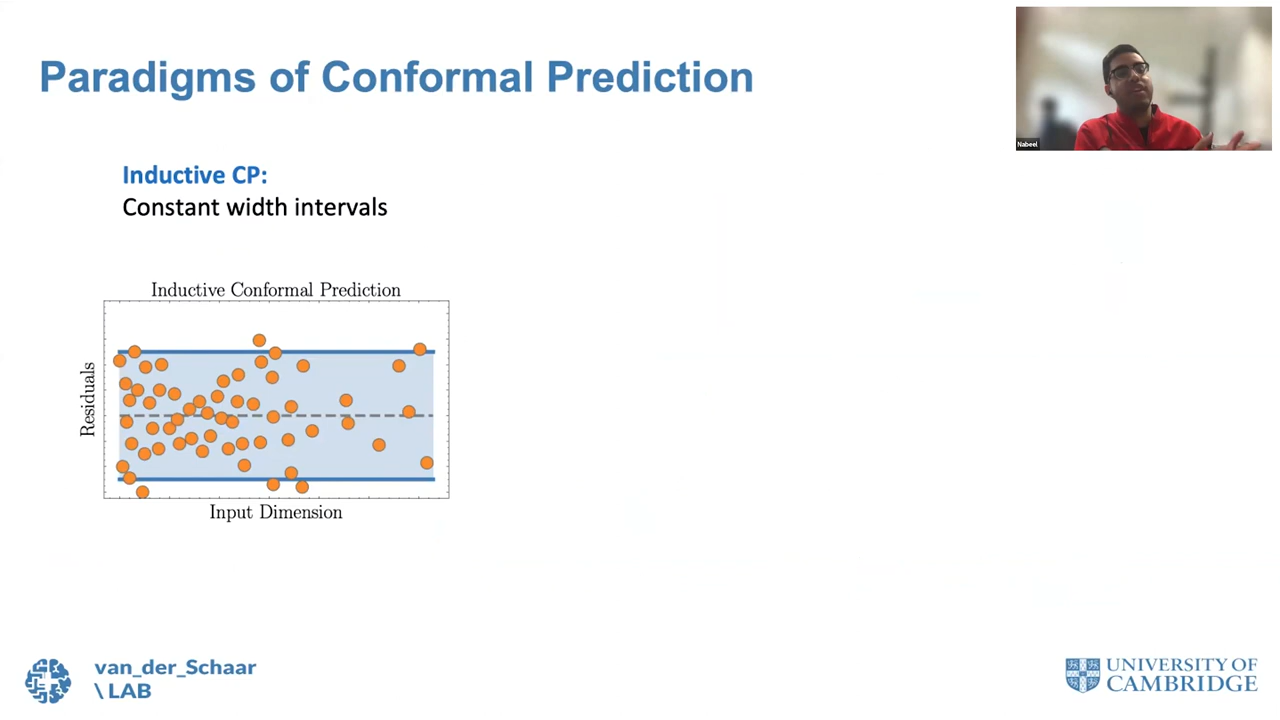 Paradigms of Conformal Prediction
Nabeel
Inductive CP:
Constant width intervals
Inductive Conformal Prediction
Residuals
Input Dimension
van_der_Schaar
\ LAB
UNIVERSITY OF
CAMBRIDGE